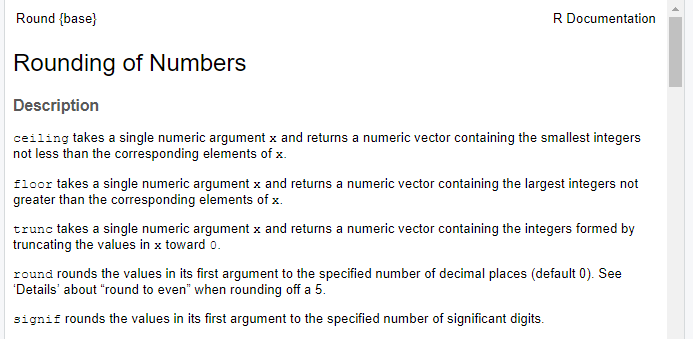 Round {base} R Documentation
Rounding of Numbers
Description
ceiling takes a single numeric argument x and returns a numeric vector containing the smallest integers
not less than the corresponding elements of x.
floor takes a single numeric argument x and returns a numeric vector containing the largest integers not
greater than the corresponding elements of x.
trunc takes a single numeric argument x and returns a numeric vector containing the integers formed by
truncating the values in x toward 0.
round rounds the values in its first argument to the specified number of decimal places (default 0). See
‘Details’ about “round to even” when rounding off a 5.
signif rounds the values in its first argument to the specified number of significant digits.